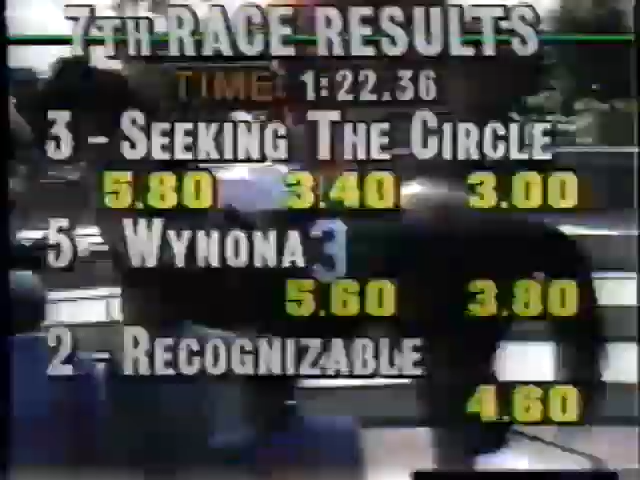 7TH RACE RESULTS
TIME: 1:22.36
3 - SEEKING THE CIRCLE
5.80 3.40 3.00
5 - WYNONA 3
5.60 3.80
2 - RECOGNIZABLE
4.60